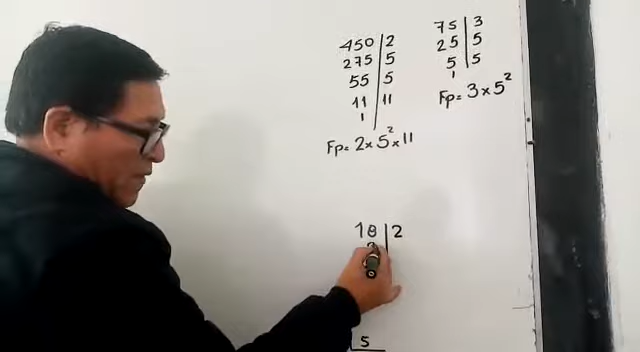 450 | 2
275 | 5
55 | 5
11 | 11
1
Fp= 2 x 5² x 11
75 | 3
25 | 5
5 | 5
1
Fp= 3 x 5²
18 | 2
5